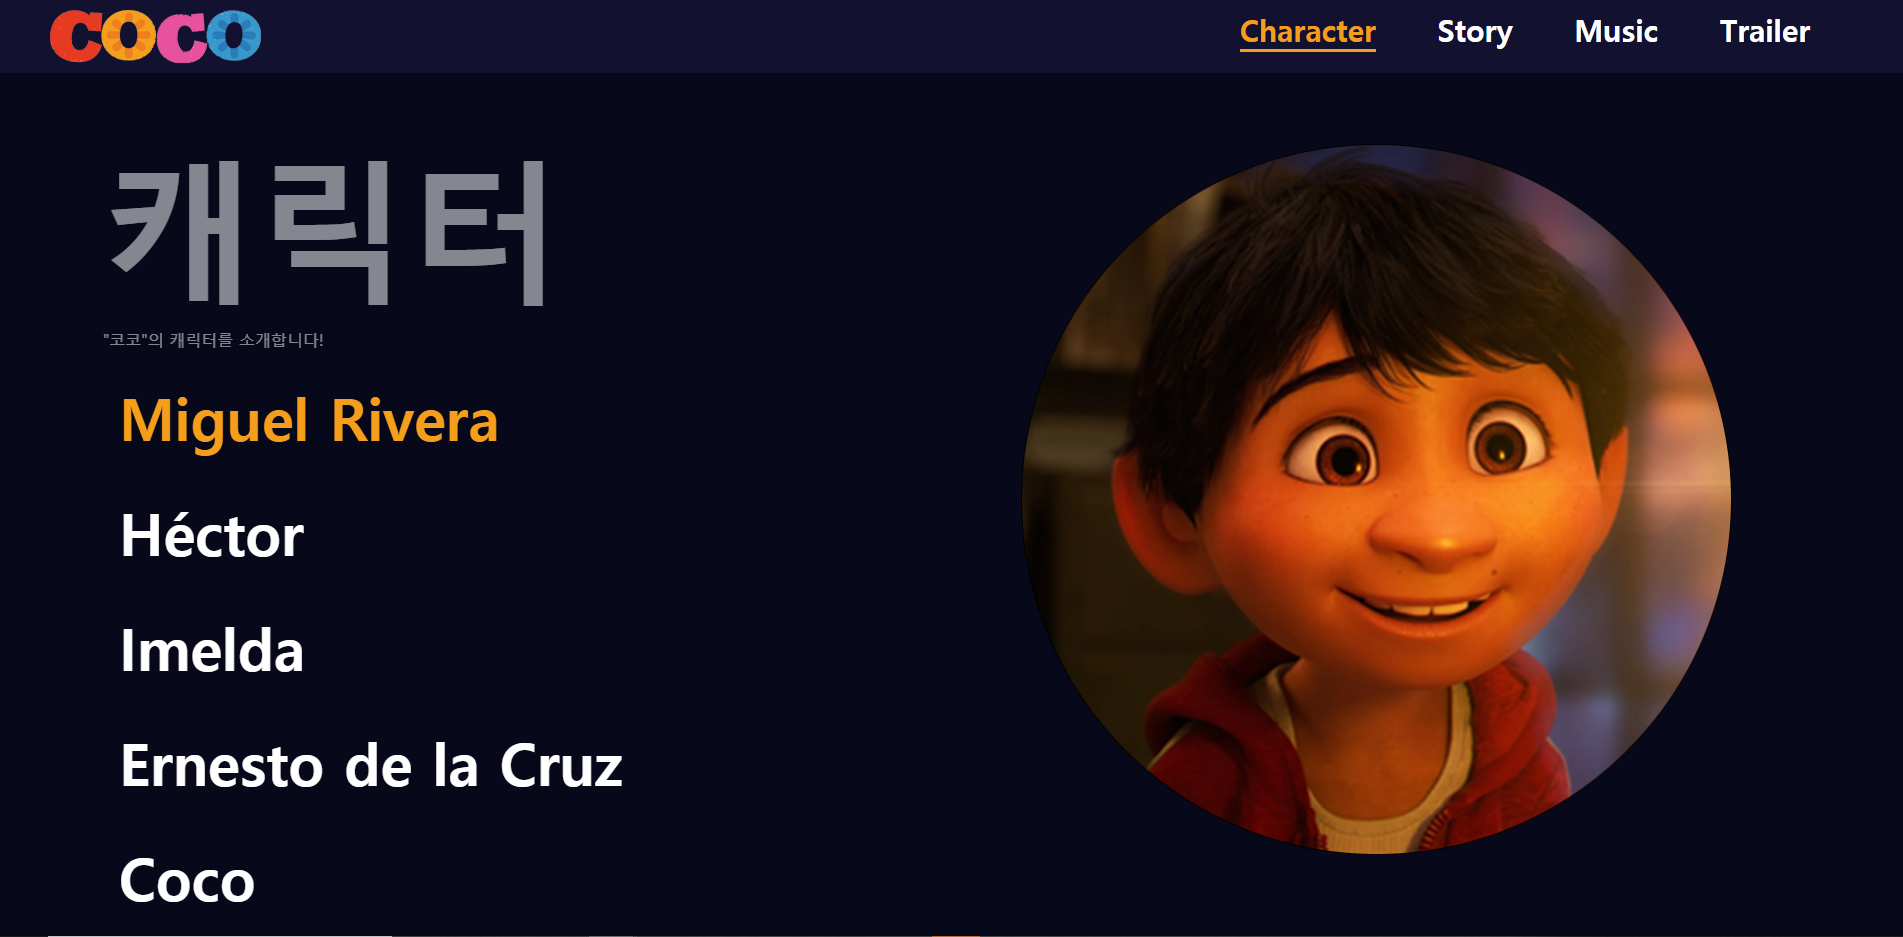 COCO
Character Story Music Trailer
캐릭터
"코코"의 캐릭터를 소개합니다!
Miguel Rivera
Héctor
Imelda
Ernesto de la Cruz
Coco